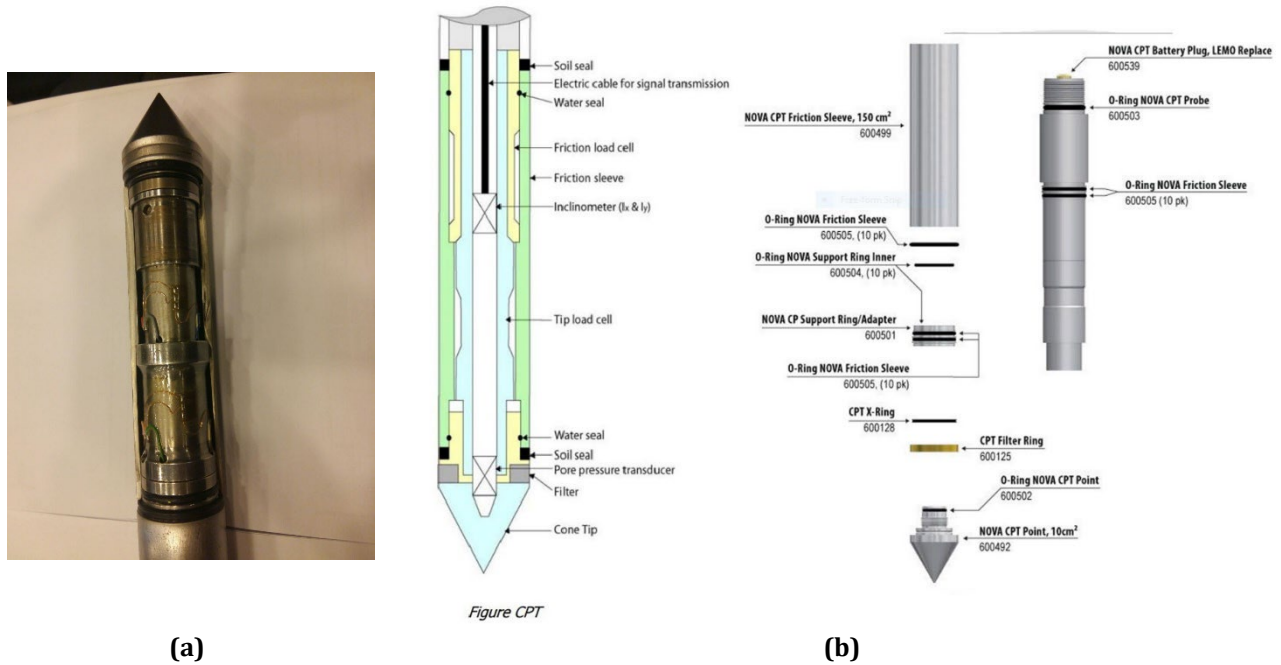 Soil seal
Electric cable for signal transmission
Water seal
Friction load cell
Friction sleeve
Inclinometer (Ix & Iy)
Tip load cell
Water seal
Soil seal
Pore pressure transducer
Filter
Cone Tip
Figure CPT
NOVA CPT Friction Sleeve, 150 cm²
600499
O-Ring NOVA Friction Sleeve
600505, (10 pk)
O-Ring NOVA Support Ring Inner
600504, (10 pk)
NOVA CP Support Ring/Adapter
600501
O-Ring NOVA Friction Sleeve
600505, (10 pk)
CPT X-Ring
600128
CPT Filter Ring
600125
O-Ring NOVA CPT Point
600502
NOVA CPT Point, 10cm²
600492
NOVA CPT Battery Plug, LEMO Replace
600539
O-Ring NOVA CPT Probe
600503
O-Ring NOVA Friction Sleeve
600505 (10 pk)
(a)
(b)